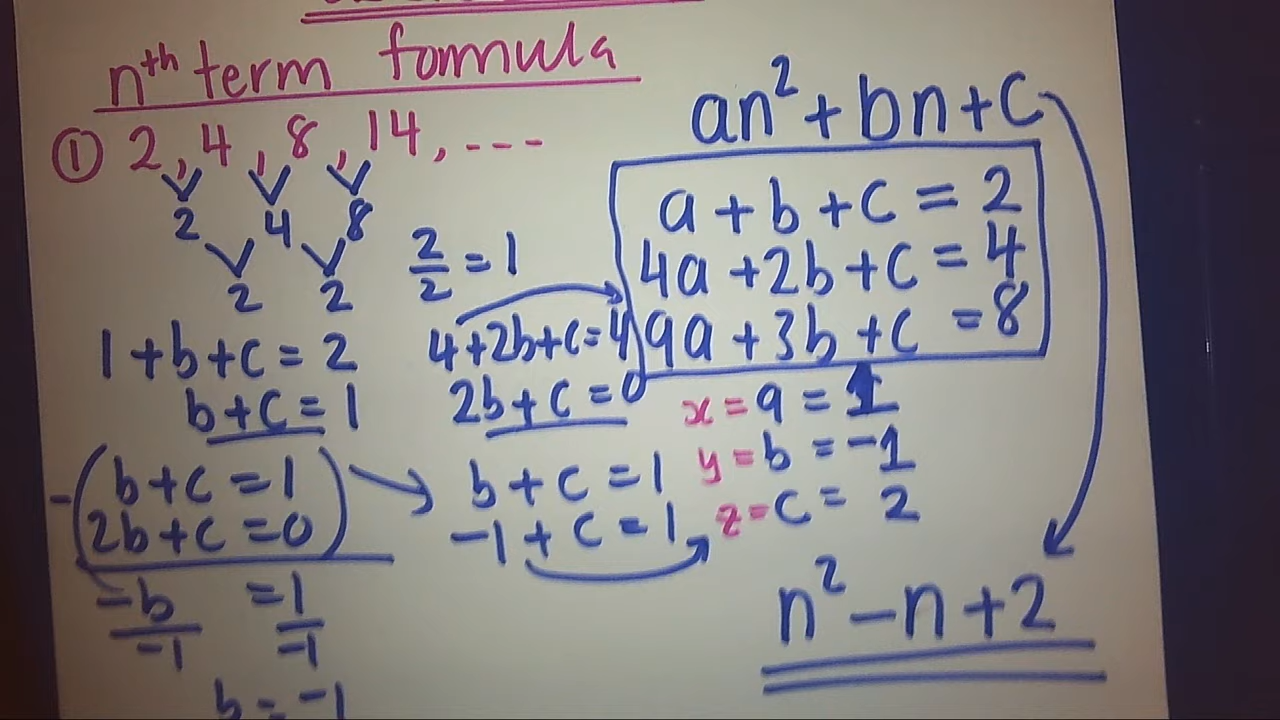 nth term formula
① 2, 4, 8, 14, ---
2 4 8
2 2
2/2 = 1
1 + b + c = 2
b + c = 1
4 + 2b + c = 4
2b + c = 0
-(b + c = 1
2b + c = 0)
-b/-1 = 1/-1
b = -1
b + c = 1
-1 + c = 1
an² + bn + c
a + b + c = 2
4a + 2b + c = 4
9a + 3b + c = 8
x = a = 1
y = b = -1
z = c = 2
n² - n + 2